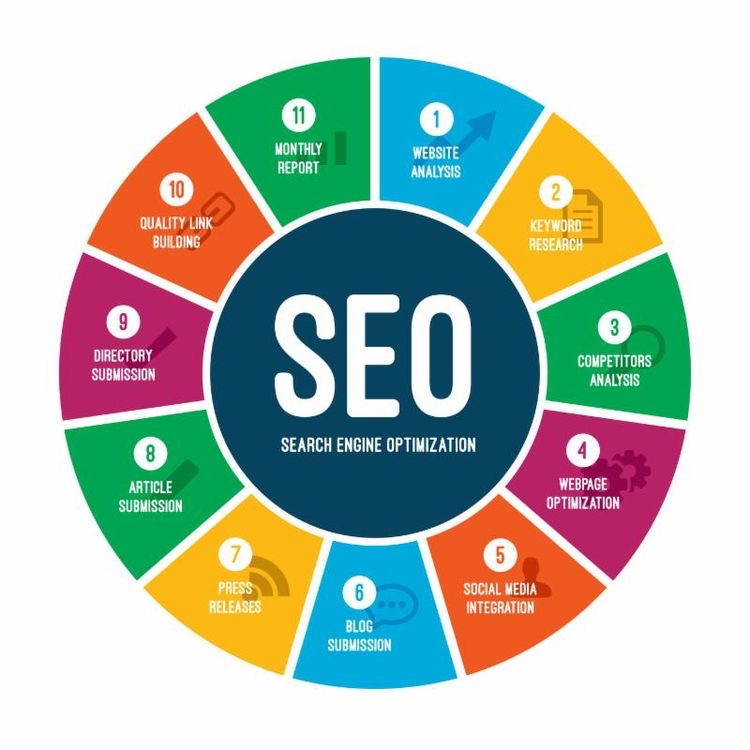 SEO
SEARCH ENGINE OPTIMIZATION
1
WEBSITE
ANALYSIS
2
KEYWORD
RESEARCH
3
COMPETITORS
ANALYSIS
4
WEBPAGE
OPTIMIZATION
5
SOCIAL MEDIA
INTEGRATION
6
BLOG
SUBMISSION
7
PRESS
RELEASES
8
ARTICLE
SUBMISSION
9
DIRECTORY
SUBMISSION
10
QUALITY LINK
BUILDING
11
MONTHLY
REPORT